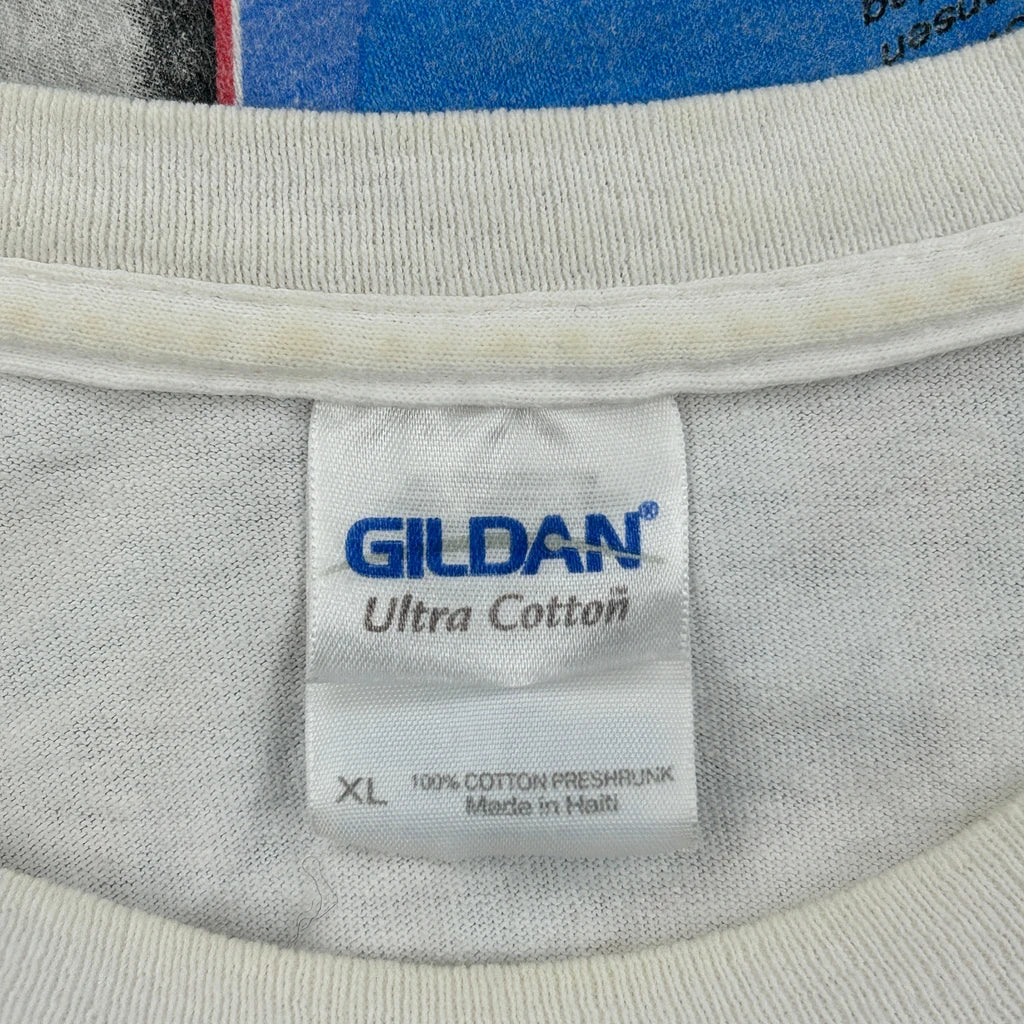 GILDAN®
Ultra Cotton
XL 100% COTTON PRESHRUNK
Made in Haiti